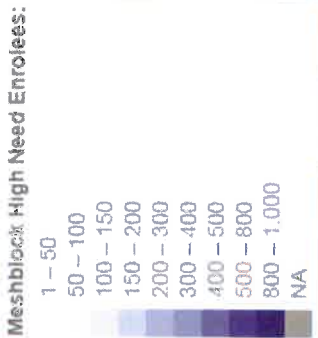 Meshblock High Need Enrolees:
1 – 50
50 – 100
100 – 150
150 – 200
200 – 300
300 – 400
400 – 500
500 – 800
800 – 1.000
NA